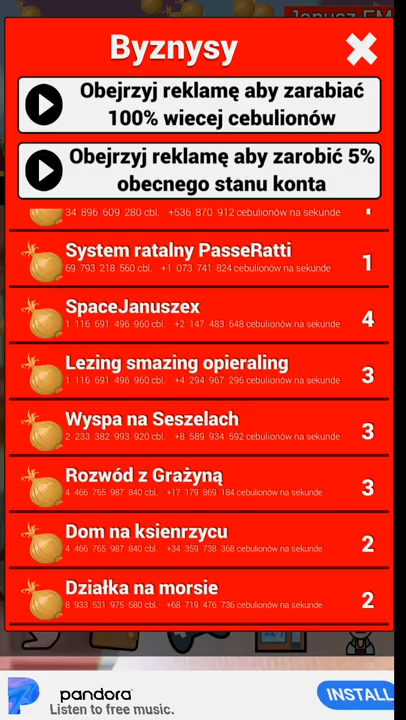 Janusz EM
Byznysy
Obejrzyj reklamę aby zarabiać
100% wiecej cebulionów
Obejrzyj reklamę aby zarobić 5%
obecnego stanu konta
34 896 609 280 cbl. +536 870 912 cebulionów na sekunde
System ratalny PasseRatti 1
69 793 218 560 cbl. +1 073 741 824 cebulionów na sekunde
SpaceJanuszex 4
1 116 691 496 960 cbl. +2 147 483 648 cebulionów na sekunde
Lezing smazing opieraling 3
1 116 691 496 960 cbl. +4 294 967 296 cebulionów na sekunde
Wyspa na Seszelach 3
2 233 382 993 920 cbl. +8 589 934 592 cebulionów na sekunde
Rozwód z Grażyną 3
4 466 765 987 840 cbl. +17 179 869 184 cebulionów na sekunde
Dom na ksienrzycu 2
4 466 765 987 840 cbl. +34 359 738 368 cebulionów na sekunde
Działka na morsie 2
8 933 531 975 680 cbl. +68 719 476 736 cebulionów na sekunde
pandora
Listen to free music.
INSTALL